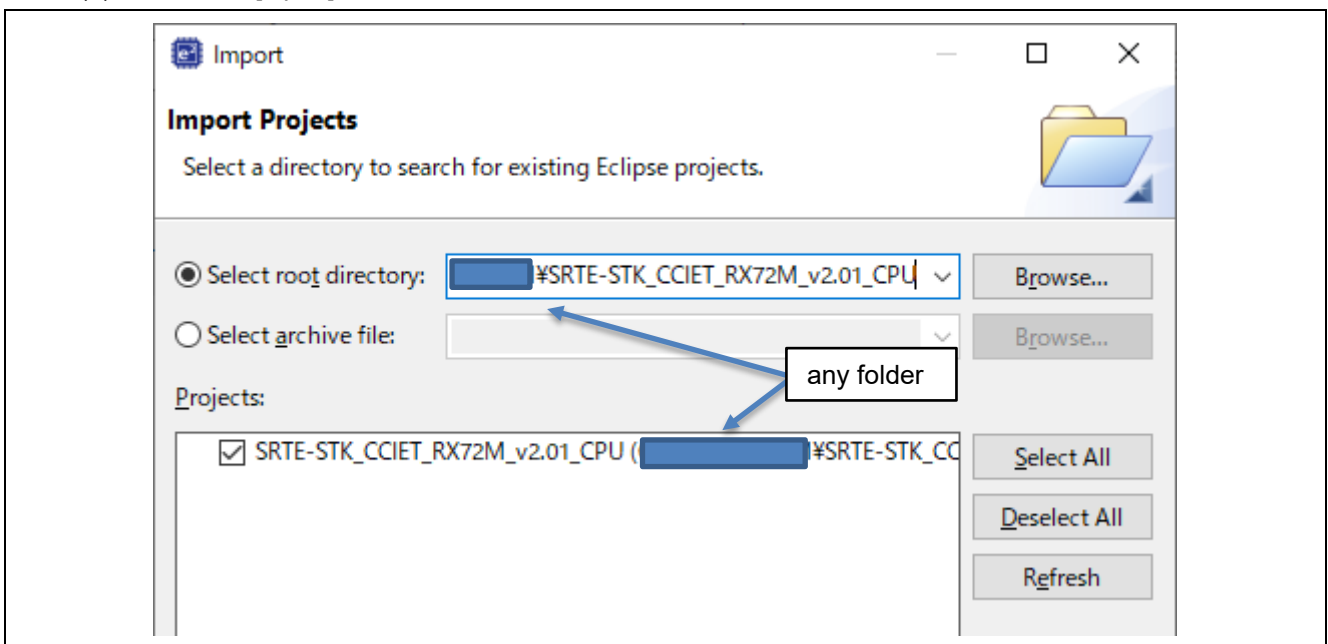 Import
Import Projects
Select a directory to search for existing Eclipse projects.
Select root directory: ¥SRTE-STK_CCIET_RX72M_v2.01_CPU Browse...
Select archive file: Browse...
any folder
Projects:
SRTE-STK_CCIET_RX72M_v2.01_CPU ( ¥SRTE-STK_CC
Select All
Deselect All
Refresh